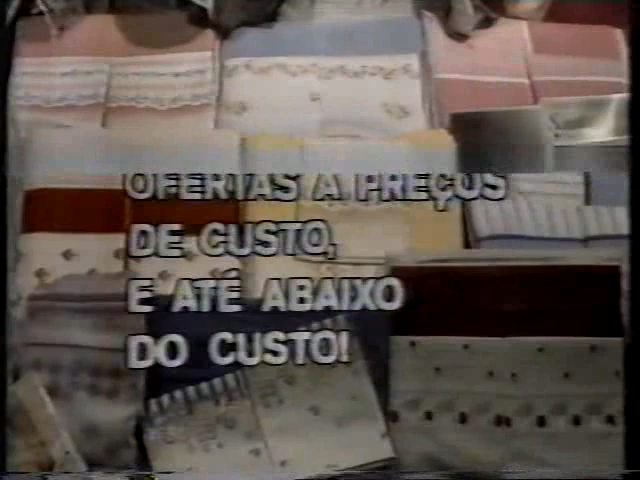 OFERTAS A PREÇOS
DE CUSTO,
E ATÉ ABAIXO
DO CUSTO!